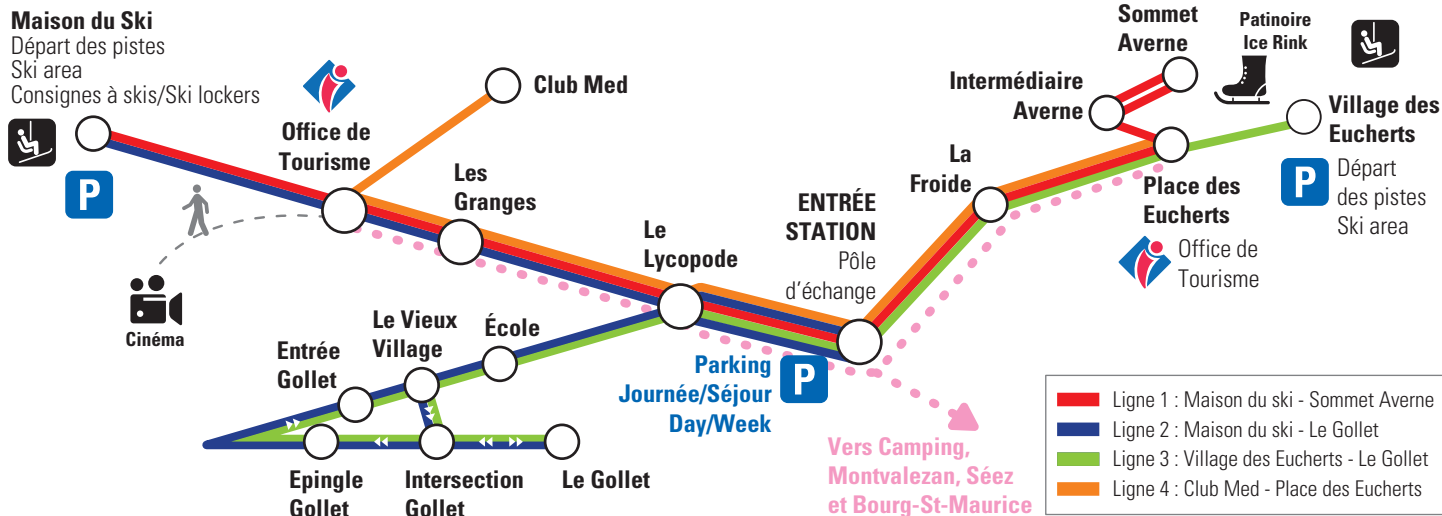 Maison du Ski
Départ des pistes
Ski area
Consignes à skis/Ski lockers
P
Office de
Tourisme
Club Med
Les
Granges
Cinéma
Le
Lycopode
ENTRÉE
STATION
Pôle
d'échange
La
Froide
Sommet
Averne
Intermédiaire
Averne
Patinoire
Ice Rink
Village des
Eucherts
P
Départ
des pistes
Ski area
Place des
Eucherts
Office de
Tourisme
Entrée
Gollet
Le Vieux
Village
École
Epingle
Gollet
Intersection
Gollet
Le Gollet
Parking
Journée/Séjour
Day/Week
P
Vers Camping,
Montvalezan, Séez
et Bourg-St-Maurice
Ligne 1 : Maison du ski - Sommet Averne
Ligne 2 : Maison du ski - Le Gollet
Ligne 3 : Village des Eucherts - Le Gollet
Ligne 4 : Club Med - Place des Eucherts